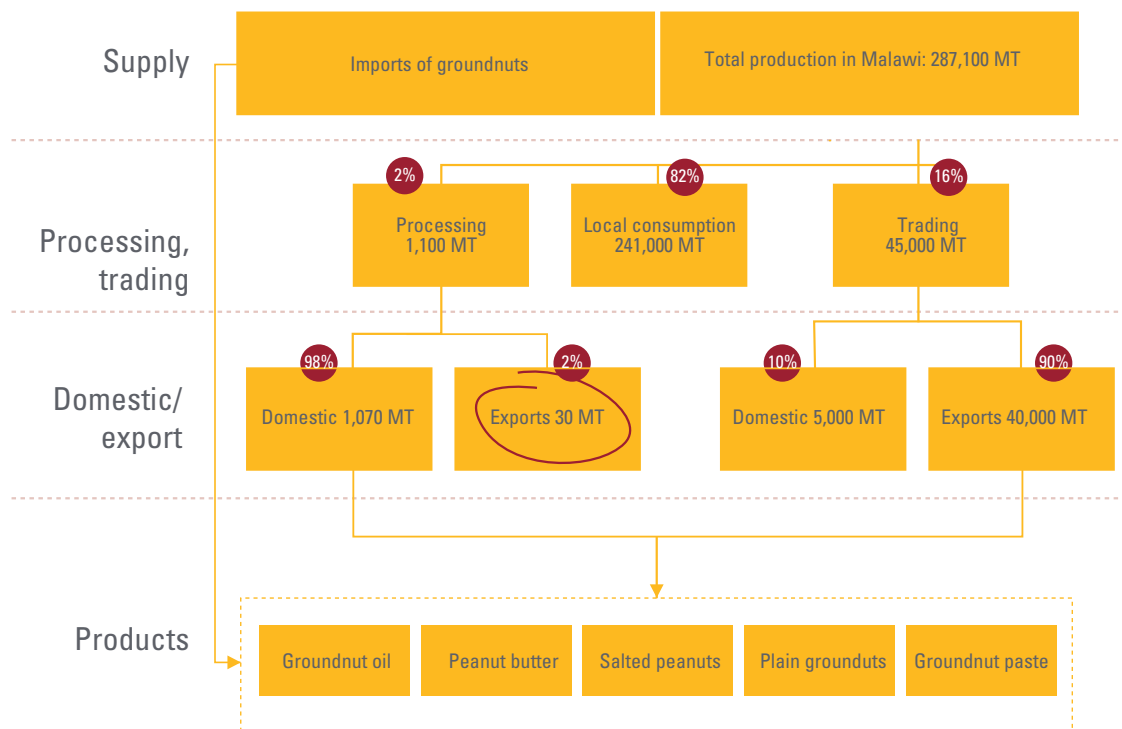 Supply
Imports of groundnuts
Total production in Malawi: 287,100 MT
Processing,
trading
2%
82%
16%
Processing
1,100 MT
Local consumption
241,000 MT
Trading
45,000 MT
Domestic/
export
98%
2%
10%
90%
Domestic 1,070 MT
Exports 30 MT
Domestic 5,000 MT
Exports 40,000 MT
Products
Groundnut oil
Peanut butter
Salted peanuts
Plain grounduts
Groundnut paste